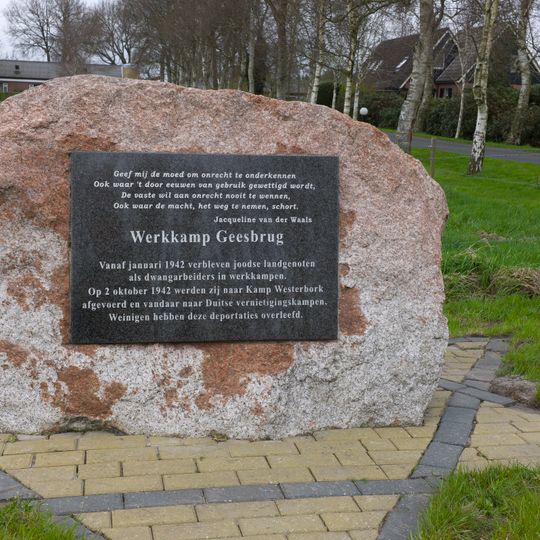 Geef mij de moed om onrecht te onderkennen
Ook waar 't door eeuwen van gebruik gewettigd wordt,
De vaste wil aan onrecht nooit te wennen,
Ook waar de macht, het weg te nemen, schort.
Jacqueline van der Waals
Werkkamp Geesbrug
Vanaf januari 1942 verbleven joodse landgenoten
als dwangarbeiders in werkkampen.
Op 2 oktober 1942 werden zij naar Kamp Westerbork
afgevoerd en vandaar naar Duitse vernietigingskampen.
Weinigen hebben deze deportaties overleefd.